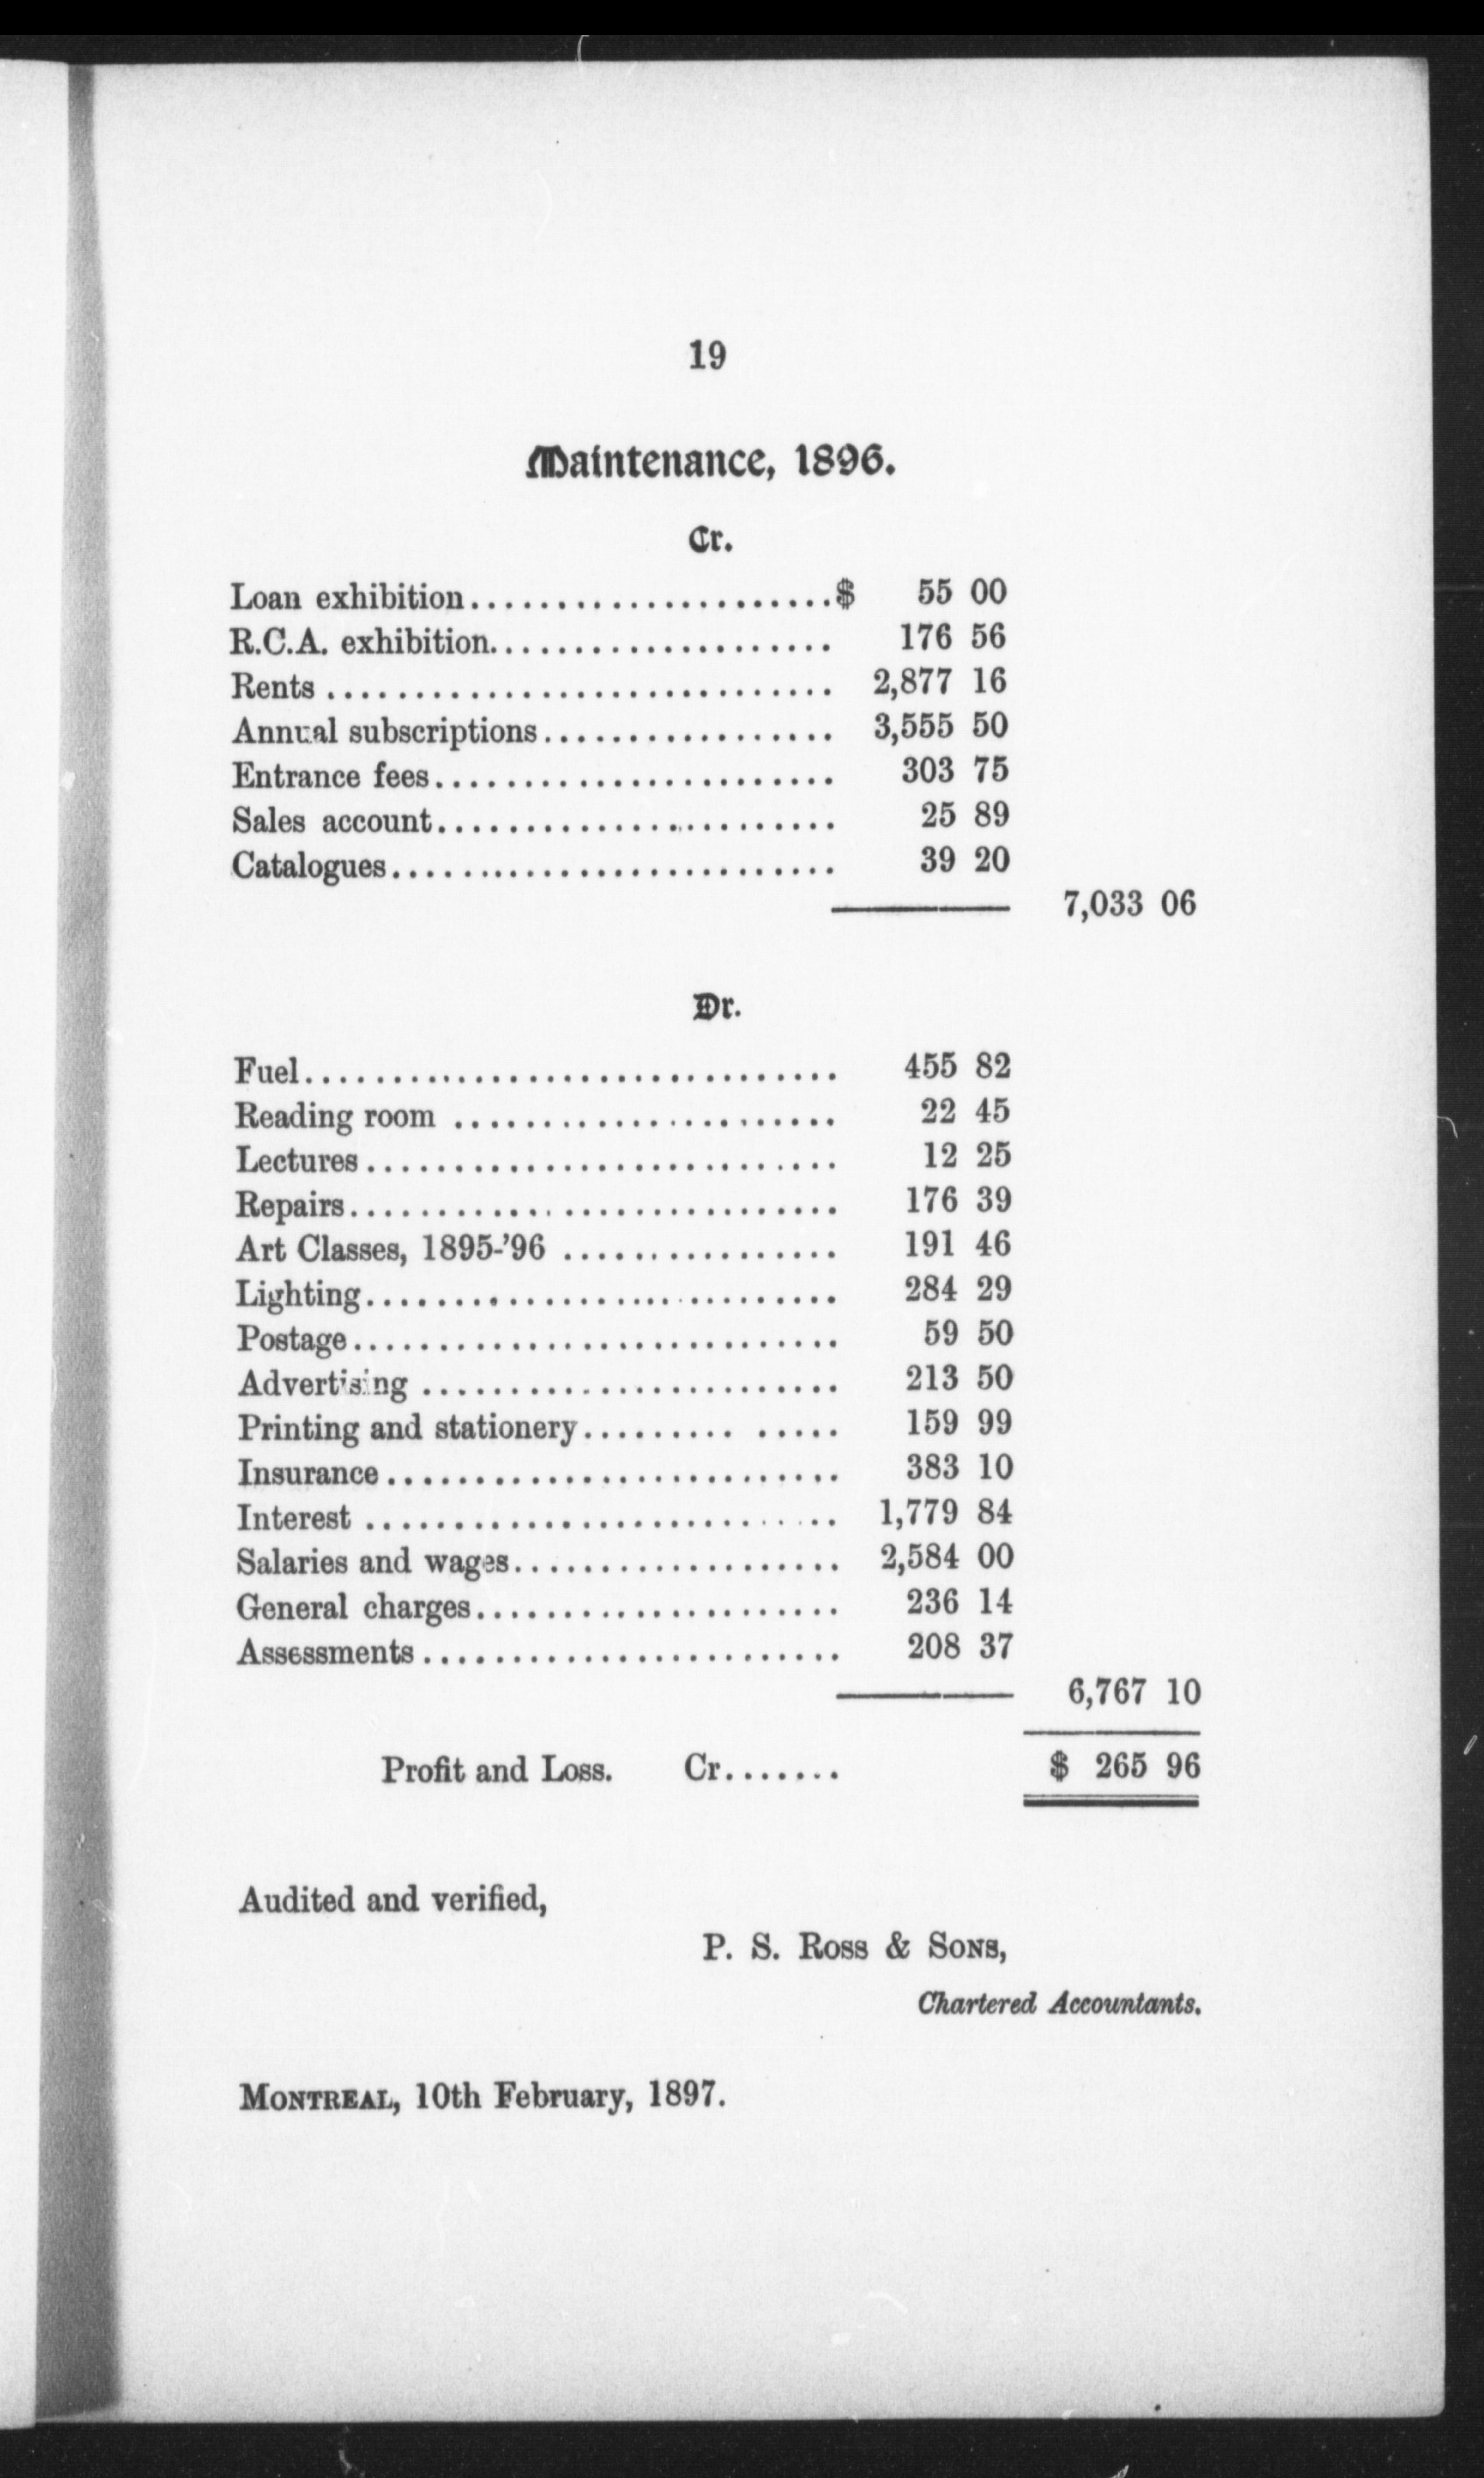 19
Maintenance, 1896.
Cr.
Loan exhibition......................$ 55 00
R.C.A. exhibition..................... 176 56
Rents ............................. 2,877 16
Annual subscriptions................. 3,555 50
Entrance fees....................... 303 75
Sales account....................... 25 89
Catalogues.......................... 39 20
7,033 06
Dr.
Fuel............................... 455 82
Reading room ...................... 22 45
Lectures........................... 12 25
Repairs............................ 176 39
Art Classes, 1895-'96 ................ 191 46
Lighting........................... 284 29
Postage............................ 59 50
Advertising ........................ 213 50
Printing and stationery......... ..... 159 99
Insurance.......................... 383 10
Interest ........................... 1,779 84
Salaries and wages................... 2,584 00
General charges..................... 236 14
Assessments........................ 208 37
6,767 10
Profit and Loss. Cr....... $ 265 96
Audited and verified,
P. S. Ross & Sons,
Chartered Accountants.
Montreal, 10th February, 1897.